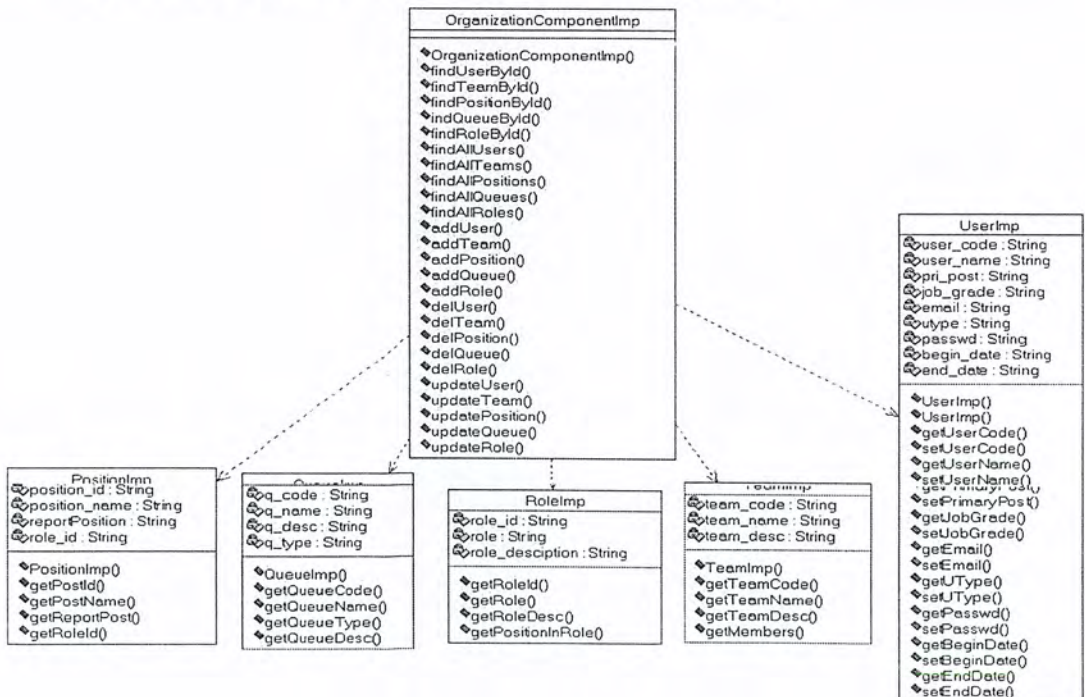 OrganizationComponentImp
OrganizationComponentImp()
findUserById()
findTeamById()
findPositionById()
indQueueById()
findRoleById()
findAllUsers()
findAllTeams()
findAllPositions()
findAllQueues()
findAllRoles()
addUser()
addTeam()
addPosition()
addQueue()
addRole()
delUser()
delTeam()
delPosition()
delQueue()
delRole()
updateUser()
updateTeam()
updatePosition()
updateQueue()
updateRole()
UserImp
user_code : String
user_name : String
pri_post : String
job_grade : String
email : String
utype : String
passwd : String
begin_date : String
end_date : String
UserImp()
UserImp()
getUserCode()
setUserCode()
getUserName()
setUserName()
getPrimaryPost()
setPrimaryPost()
getJobGrade()
setJobGrade()
getEmail()
setEmail()
getUType()
setUType()
getPasswd()
setPasswd()
getBeginDate()
setBeginDate()
getEndDate()
setEndDate()
PositionImp
position_id : String
position_name : String
reportPosition : String
role_id : String
PositionImp()
getPostId()
getPostName()
getReportPost()
getRoleId()
QueueImp
q_code : String
q_name : String
q_desc : String
q_type : String
QueueImp()
getQueueCode()
getQueueName()
getQueueType()
getQueueDesc()
RoleImp
role_id : String
role : String
role_desciption : String
getRoleId()
getRole()
getRoleDesc()
getPositionInRole()
TeamImp
team_code : String
team_name : String
team_desc : String
TeamImp()
getTeamCode()
getTeamName()
getTeamDesc()
getMembers()